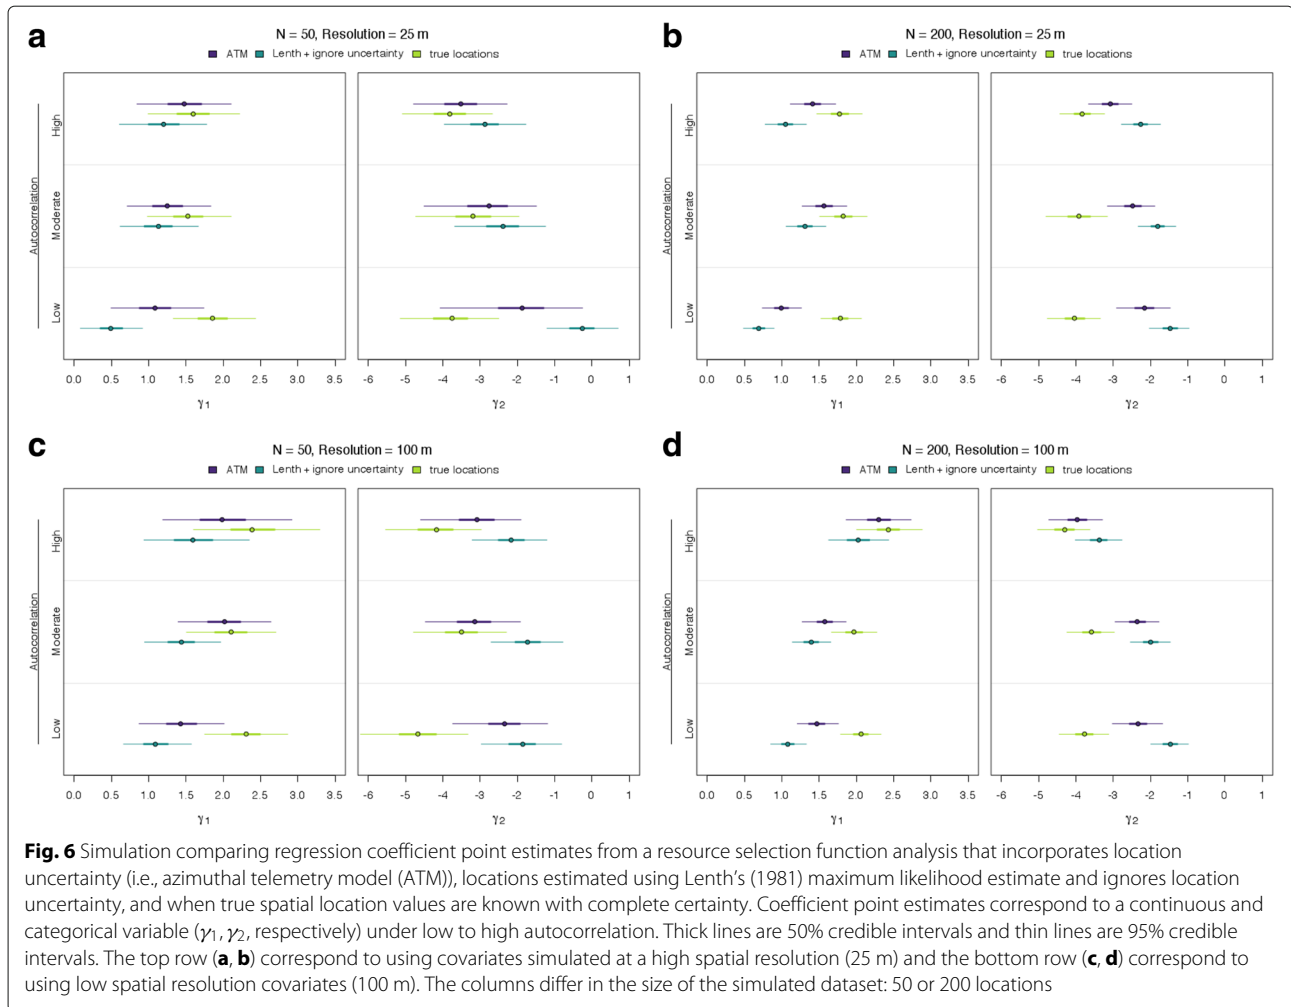 a
N = 50, Resolution = 25 m
ATM Lenth + ignore uncertainty true locations
Autocorrelation
High
Moderate
Low
0.0 0.5 1.0 1.5 2.0 2.5 3.0 3.5
γ1
-6 -5 -4 -3 -2 -1 0 1
γ2
b
N = 200, Resolution = 25 m
ATM Lenth + ignore uncertainty true locations
Autocorrelation
High
Moderate
Low
0.0 0.5 1.0 1.5 2.0 2.5 3.0 3.5
γ1
-6 -5 -4 -3 -2 -1 0 1
γ2
c
N = 50, Resolution = 100 m
ATM Lenth + ignore uncertainty true locations
Autocorrelation
High
Moderate
Low
0.0 0.5 1.0 1.5 2.0 2.5 3.0 3.5
γ1
-6 -5 -4 -3 -2 -1 0 1
γ2
d
N = 200, Resolution = 100 m
ATM Lenth + ignore uncertainty true locations
Autocorrelation
High
Moderate
Low
0.0 0.5 1.0 1.5 2.0 2.5 3.0 3.5
γ1
-6 -5 -4 -3 -2 -1 0 1
γ2
Fig. 6 Simulation comparing regression coefficient point estimates from a resource selection function analysis that incorporates location
uncertainty (i.e., azimuthal telemetry model (ATM)), locations estimated using Lenth's (1981) maximum likelihood estimate and ignores location
uncertainty, and when true spatial location values are known with complete certainty. Coefficient point estimates correspond to a continuous and
categorical variable (γ1, γ2, respectively) under low to high autocorrelation. Thick lines are 50% credible intervals and thin lines are 95% credible
intervals. The top row (a, b) correspond to using covariates simulated at a high spatial resolution (25 m) and the bottom row (c, d) correspond to
using low spatial resolution covariates (100 m). The columns differ in the size of the simulated dataset: 50 or 200 locations